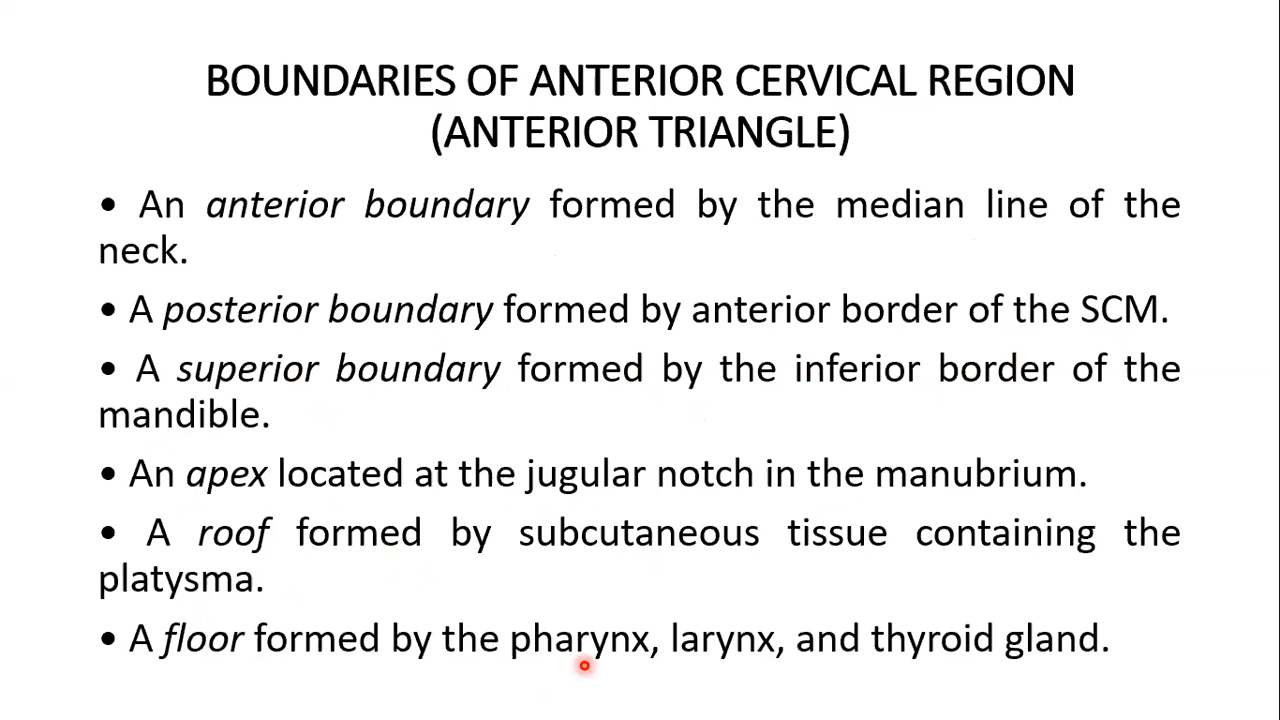 BOUNDARIES OF ANTERIOR CERVICAL REGION
(ANTERIOR TRIANGLE)
• An anterior boundary formed by the median line of the
neck.
• A posterior boundary formed by anterior border of the SCM.
• A superior boundary formed by the inferior border of the
mandible.
• An apex located at the jugular notch in the manubrium.
• A roof formed by subcutaneous tissue containing the
platysma.
• A floor formed by the pharynx, larynx, and thyroid gland.